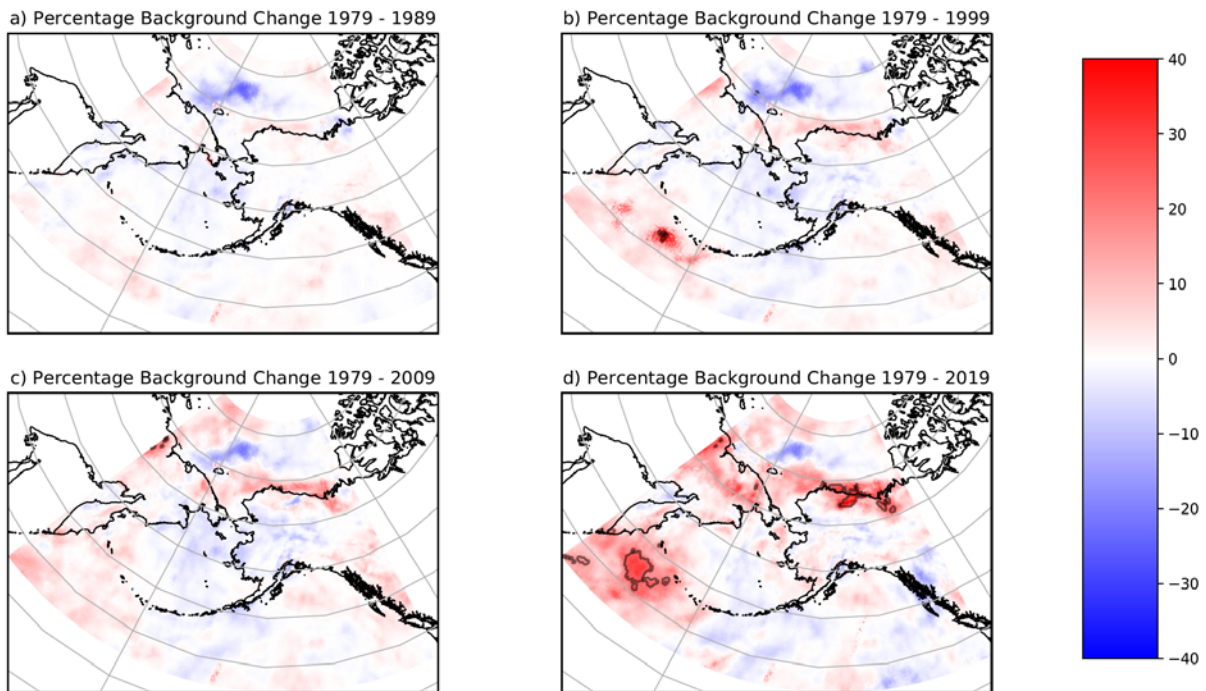 a) Percentage Background Change 1979 - 1989
b) Percentage Background Change 1979 - 1999
c) Percentage Background Change 1979 - 2009
d) Percentage Background Change 1979 - 2019
40
30
20
10
0
−10
−20
−30
−40